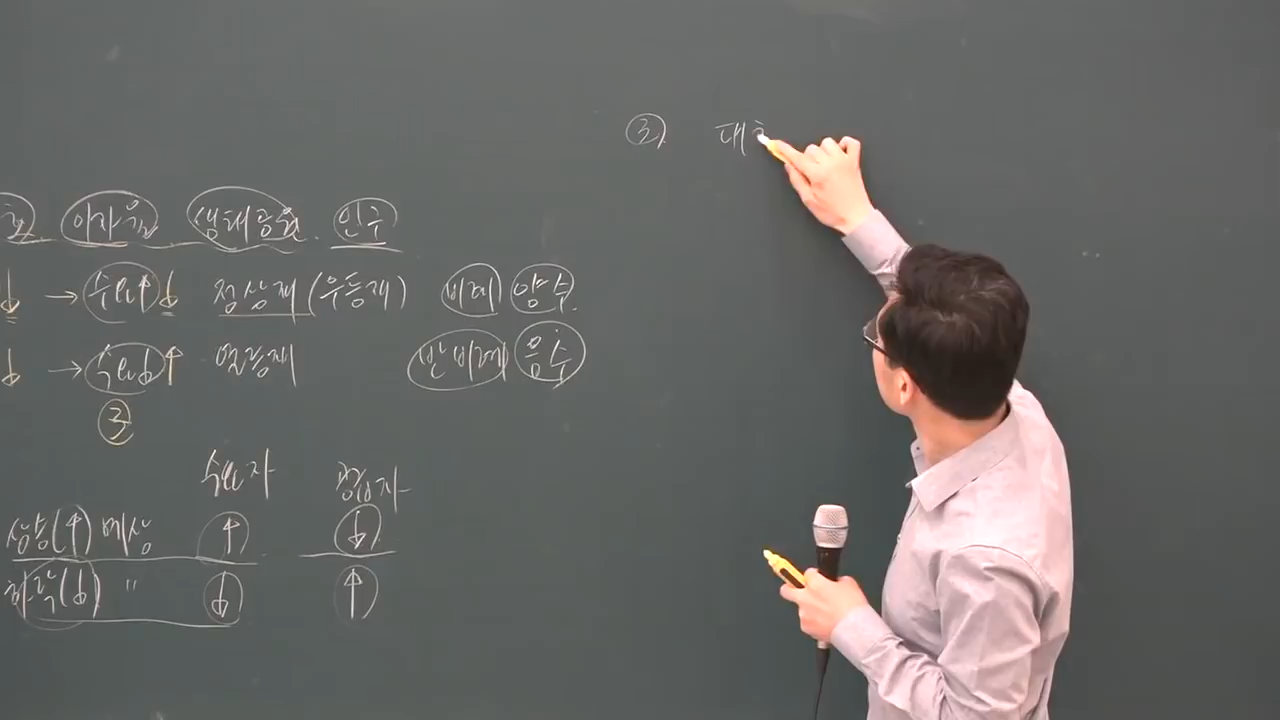 이자율 생태공원 인구
↓ → 수요↑↓ 정상재(우등재) 비례 양수
↓ → 수요↓↑ 열등재 반비례 음수
③
수요자 공급자
상향(↑)예상 ↑ ↓
하락(↓) " ↓ ↑
③ 대